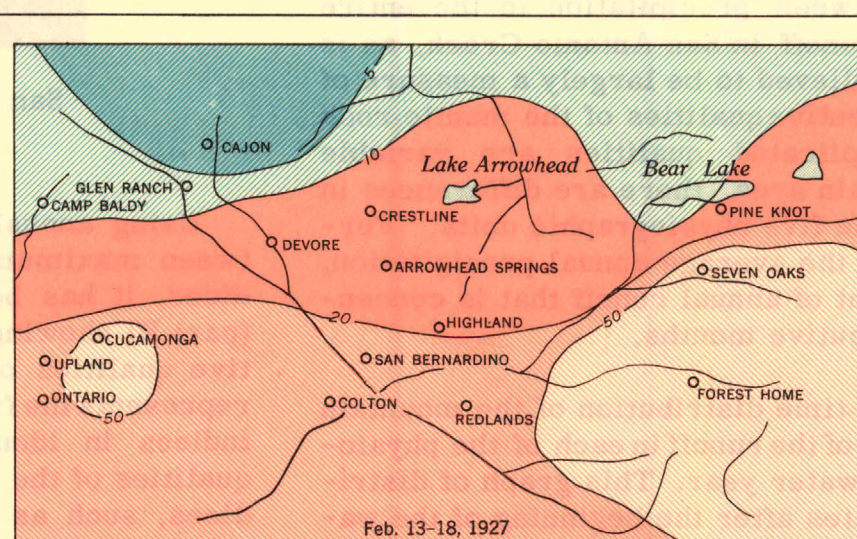 5
CAJON
10
Lake Arrowhead
Bear Lake
GLEN RANCH
CAMP BALDY
CRESTLINE
PINE KNOT
DEVORE
ARROWHEAD SPRINGS
SEVEN OAKS
20
HIGHLAND
50
CUCAMONGA
UPLAND
SAN BERNARDINO
ONTARIO
50
COLTON
REDLANDS
FOREST HOME
Feb. 13-18, 1927